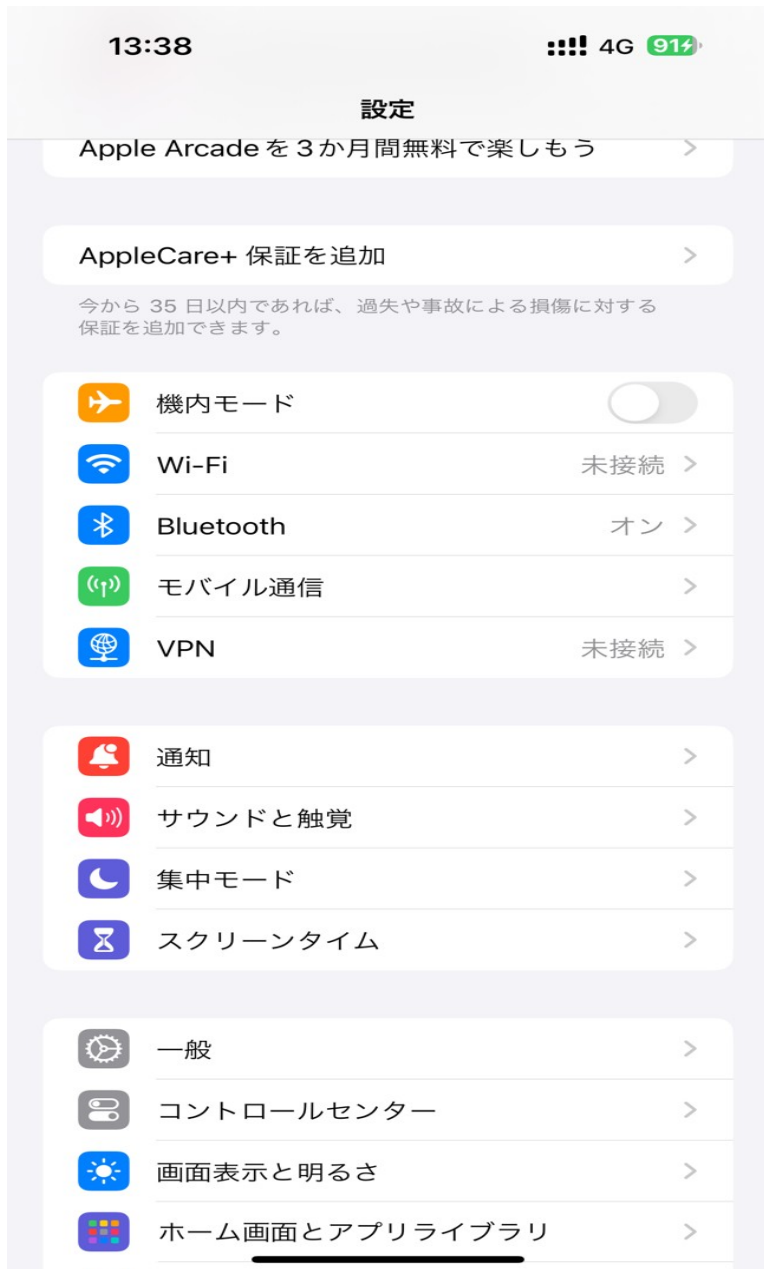 13:38
4G 91
設定
Apple Arcadeを3か月間無料で楽しもう
AppleCare+ 保証を追加
今から 35 日以内であれば、過失や事故による損傷に対する
保証を追加できます。
機内モード
Wi-Fi 未接続
Bluetooth オン
モバイル通信
VPN 未接続
通知
サウンドと触覚
集中モード
スクリーンタイム
一般
コントロールセンター
画面表示と明るさ
ホーム画面とアプリライブラリ